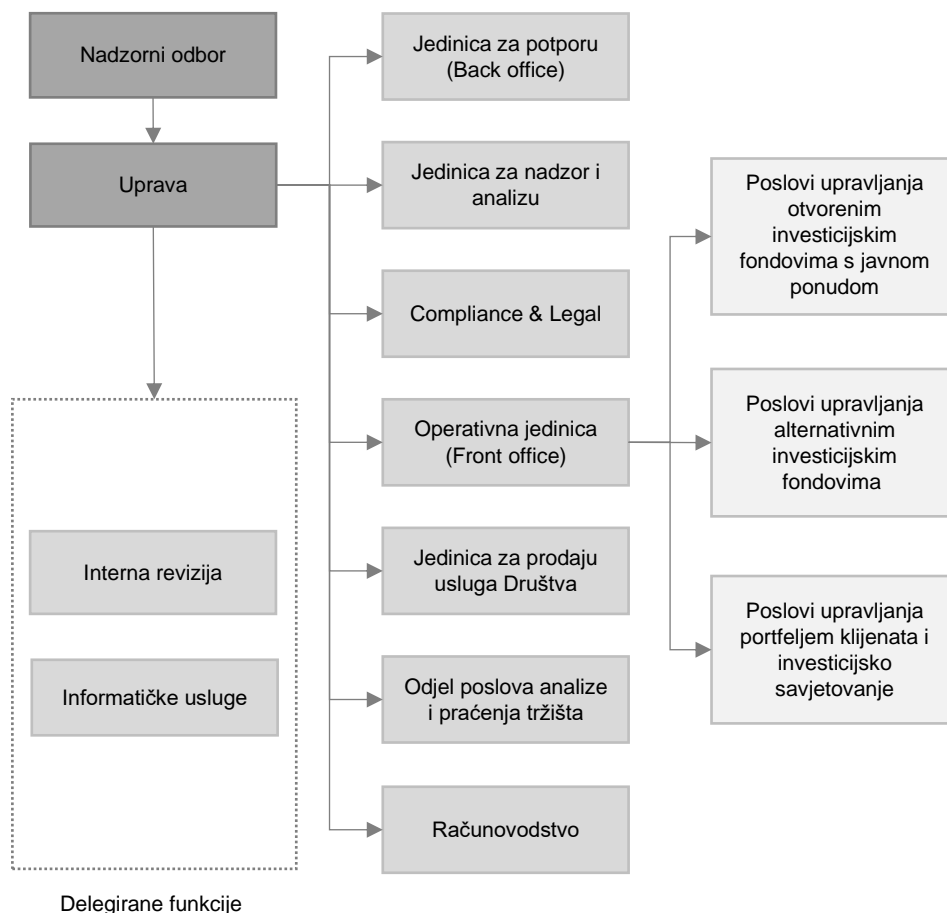 Nadzorni odbor
Uprava
Interna revizija
Informatičke usluge
Delegirane funkcije
Jedinica za potporu
(Back office)
Jedinica za nadzor i
analizu
Compliance & Legal
Operativna jedinica
(Front office)
Jedinica za prodaju
usluga Društva
Odjel poslova analize
i praćenja tržišta
Računovodstvo
Poslovi upravljanja
otvorenim
investicijskim
fondovima s javnom
ponudom
Poslovi upravljanja
alternativnim
investicijskim
fondovima
Poslovi upravljanja
portfeljem klijenata i
investicijsko
savjetovanje